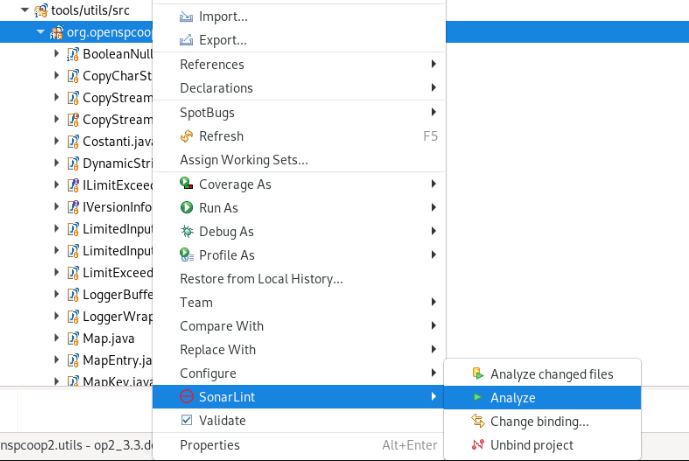 tools/utils/src
org.openspcoop
BooleanNull
CopyCharSt
CopyStream
CopyStream
Costanti.java
DynamicStri
ILimitExceed
IVersionInfo
LimitedInput
LimitedInput
LimitExceed
LoggerBuffe
LoggerWrap
Map.java
MapEntry.ja
MapKey.java
Import...
Export...
References
Declarations
SpotBugs
Refresh F5
Assign Working Sets...
Coverage As
Run As
Debug As
Profile As
Restore from Local History...
Team
Compare With
Replace With
Configure
SonarLint
Validate
Properties Alt+Enter
Analyze changed files
Analyze
Change binding...
Unbind project
nspcoop2.utils - op2_3.3.de